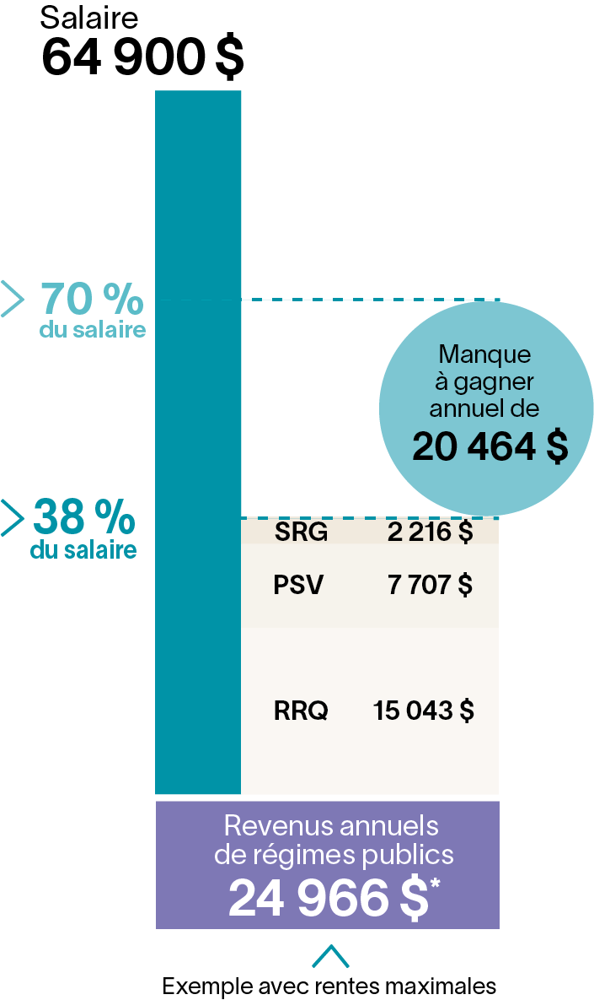 Salaire
64 900 $
70 %
du salaire
Manque
à gagner
annuel de
20 464 $
38 %
du salaire
SRG 2 216 $
PSV 7 707 $
RRQ 15 043 $
Revenus annuels
de régimes publics
24 966 $*
Exemple avec rentes maximales